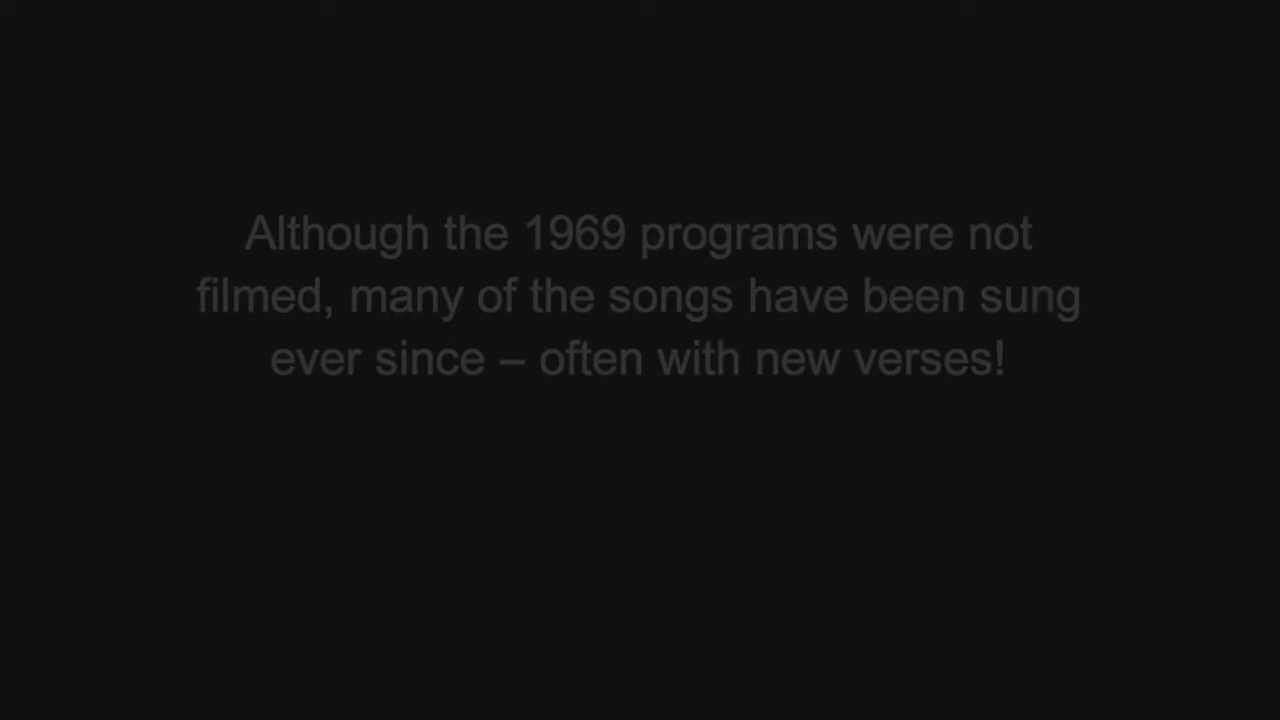 Although the 1969 programs were not
filmed, many of the songs have been sung
ever since – often with new verses!